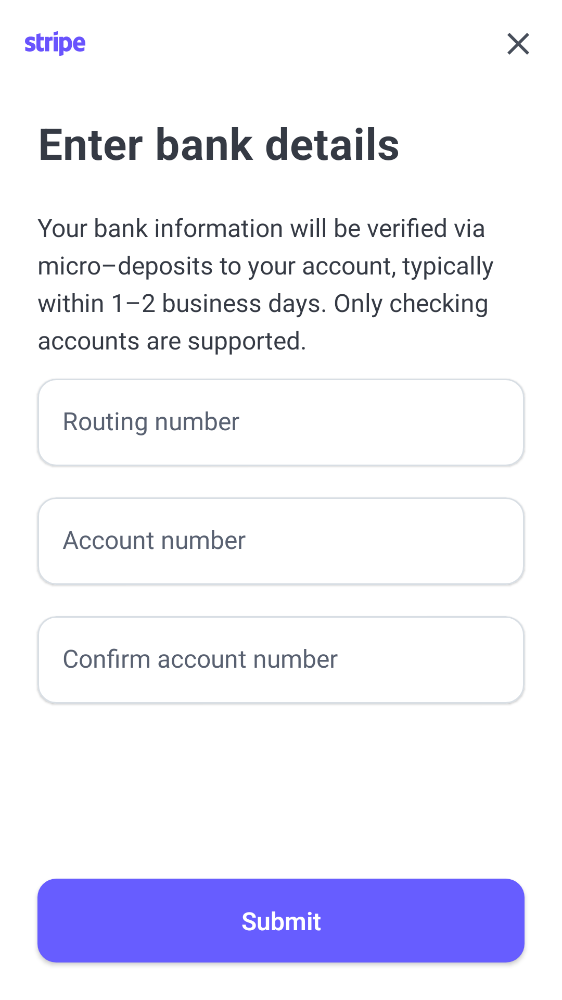 stripe
Enter bank details
Your bank information will be verified via
micro–deposits to your account, typically
within 1–2 business days. Only checking
accounts are supported.
Routing number
Account number
Confirm account number
Submit